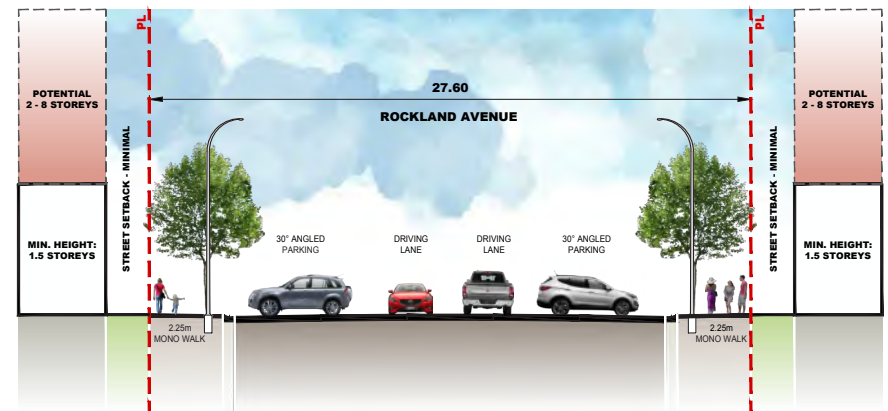 PL
PL
27.60
ROCKLAND AVENUE
POTENTIAL
2 - 8 STOREYS
STREET SETBACK - MINIMAL
MIN. HEIGHT:
1.5 STOREYS
30° ANGLED
PARKING
DRIVING
LANE
DRIVING
LANE
30° ANGLED
PARKING
STREET SETBACK - MINIMAL
POTENTIAL
2 - 8 STOREYS
MIN. HEIGHT:
1.5 STOREYS
2.25m
MONO WALK
2.25m
MONO WALK